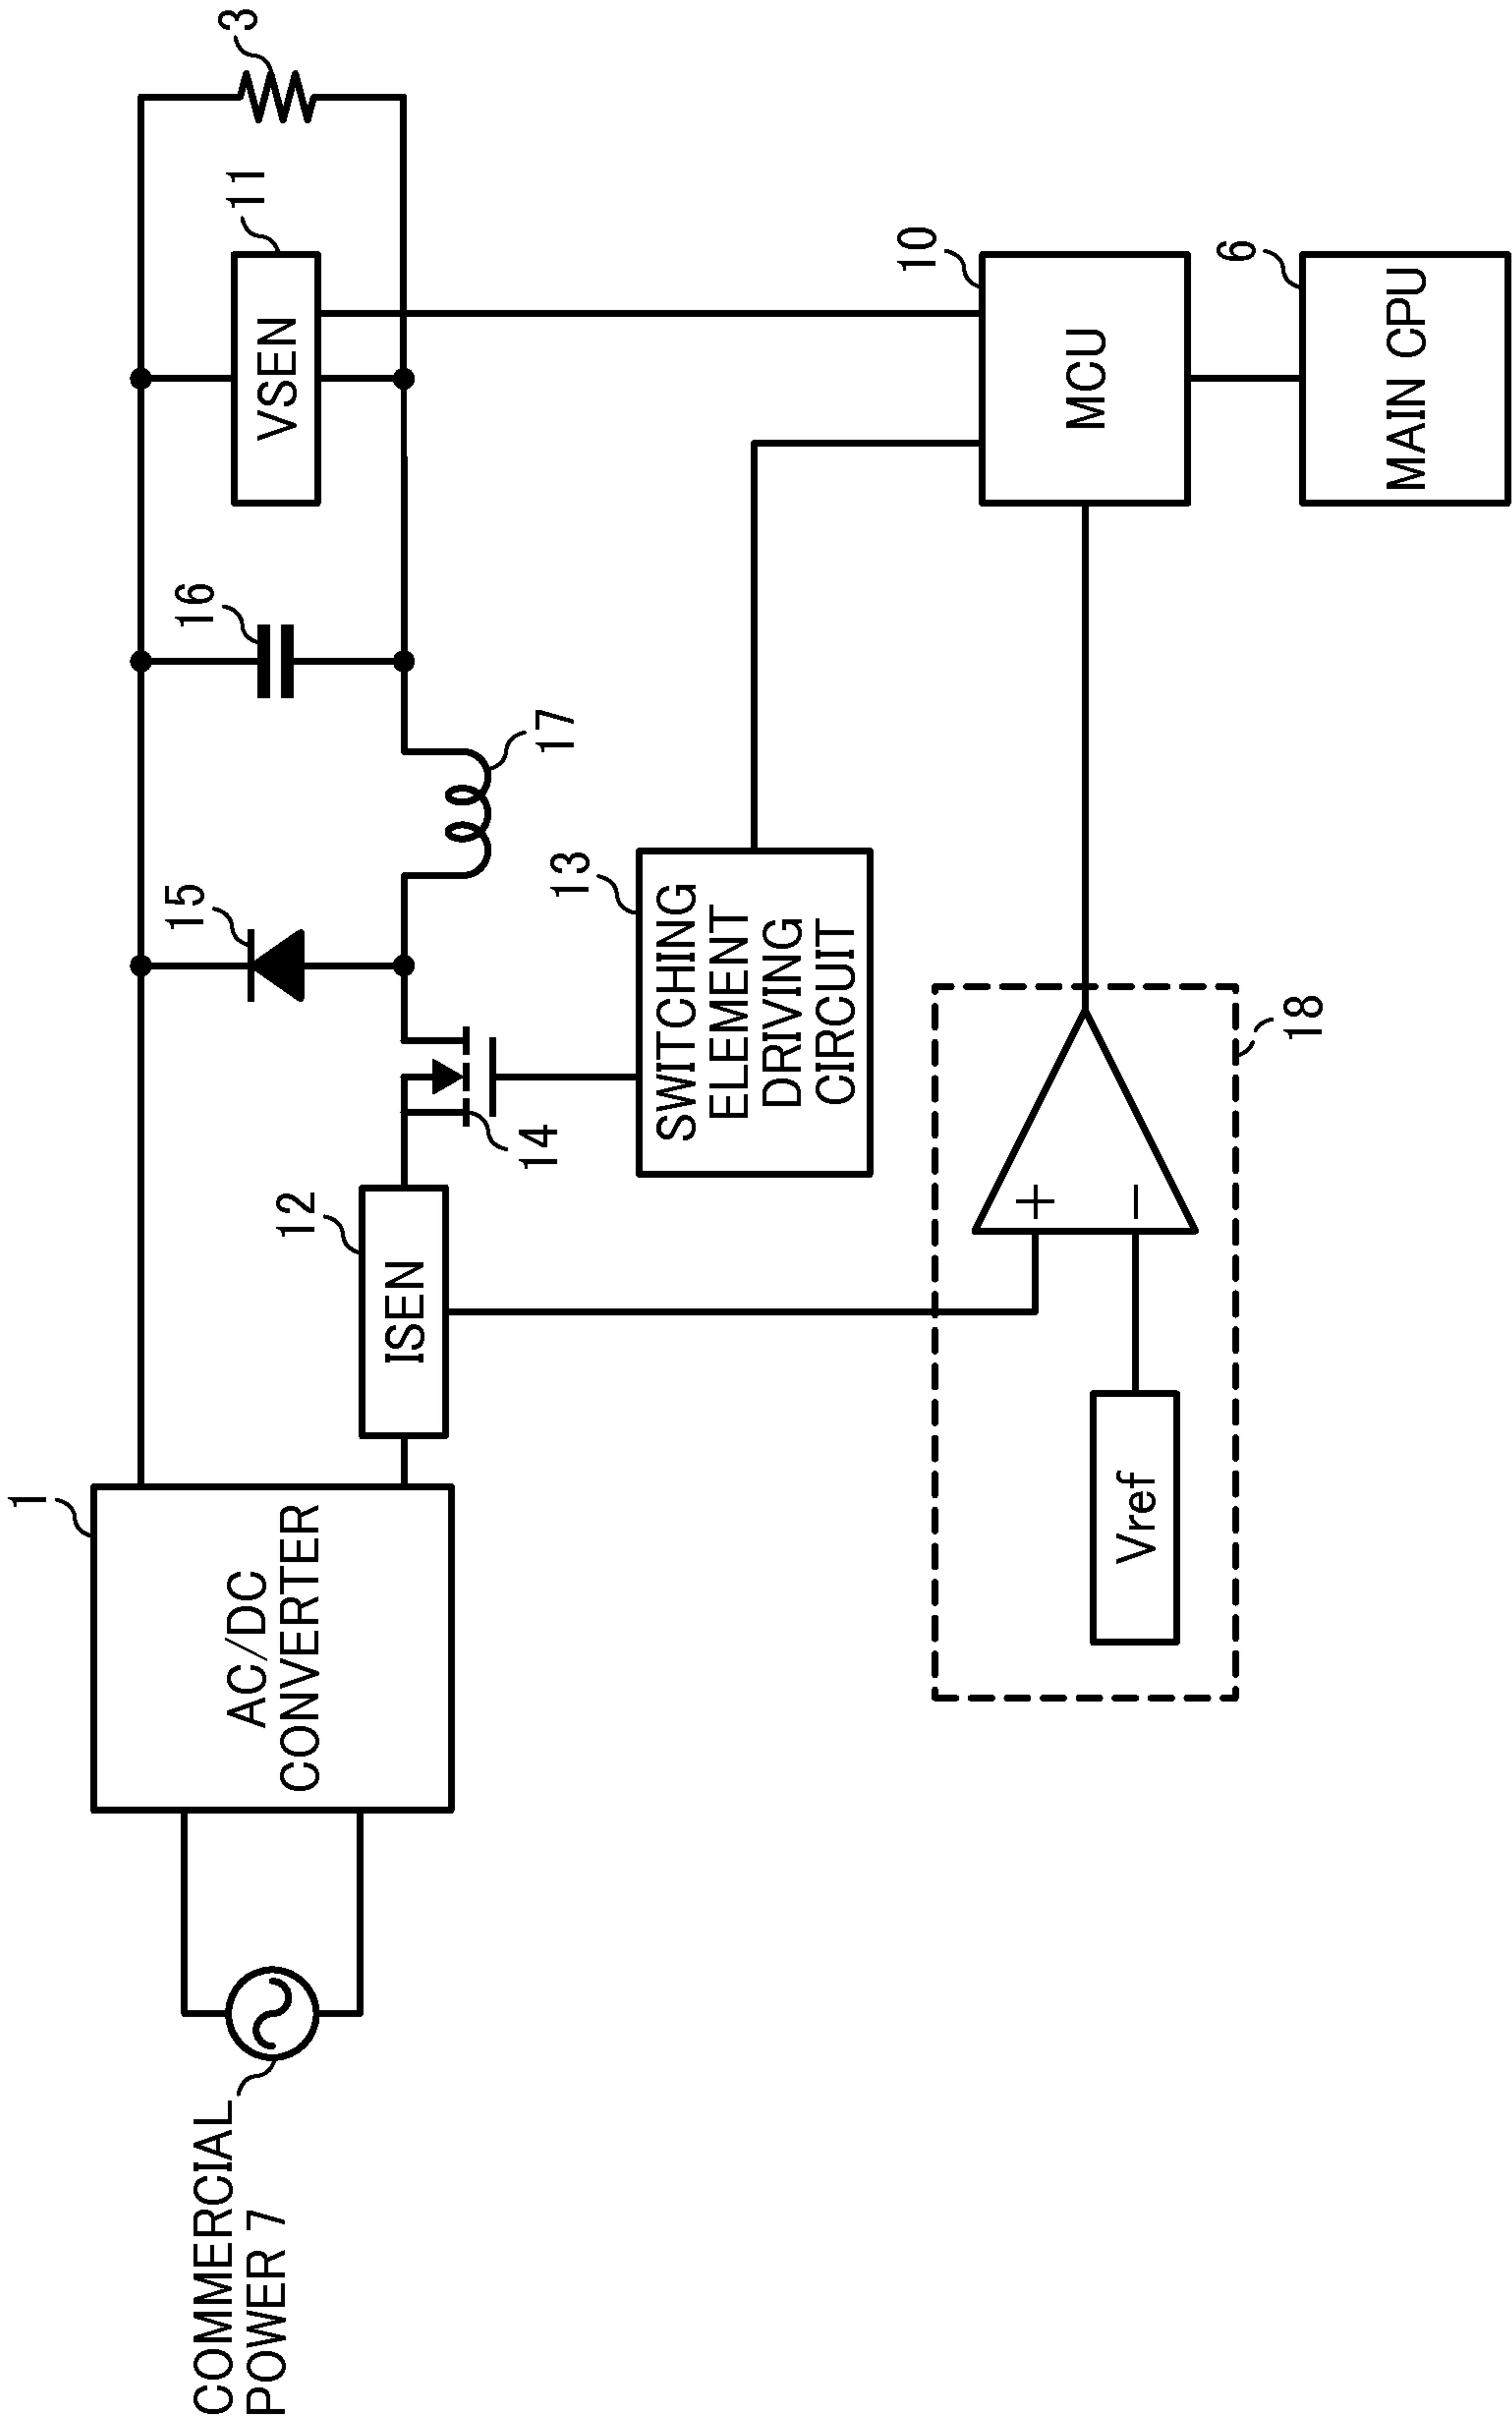 1
AC/DC
CONVERTER
COMMERCIAL
POWER 7
12
ISEN
14
15
17
16
11
VSEN
3
13
SWITCHING
ELEMENT
DRIVING
CIRCUIT
10
MCU
6
MAIN CPU
18
+
−
Vref